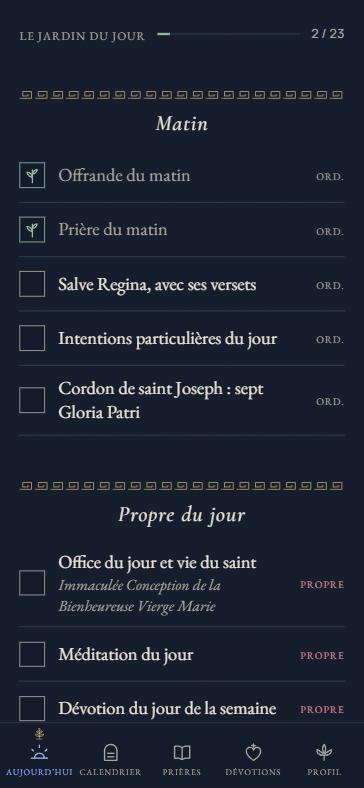 LE JARDIN DU JOUR 2 / 23
Matin
Offrande du matin ORD.
Prière du matin ORD.
Salve Regina, avec ses versets ORD.
Intentions particulières du jour ORD.
Cordon de saint Joseph : sept
Gloria Patri ORD.
Propre du jour
Office du jour et vie du saint
Immaculée Conception de la
Bienheureuse Vierge Marie PROPRE
Méditation du jour PROPRE
Dévotion du jour de la semaine PROPRE
AUJOURD'HUI CALENDRIER PRIÈRES DÉVOTIONS PROFIL